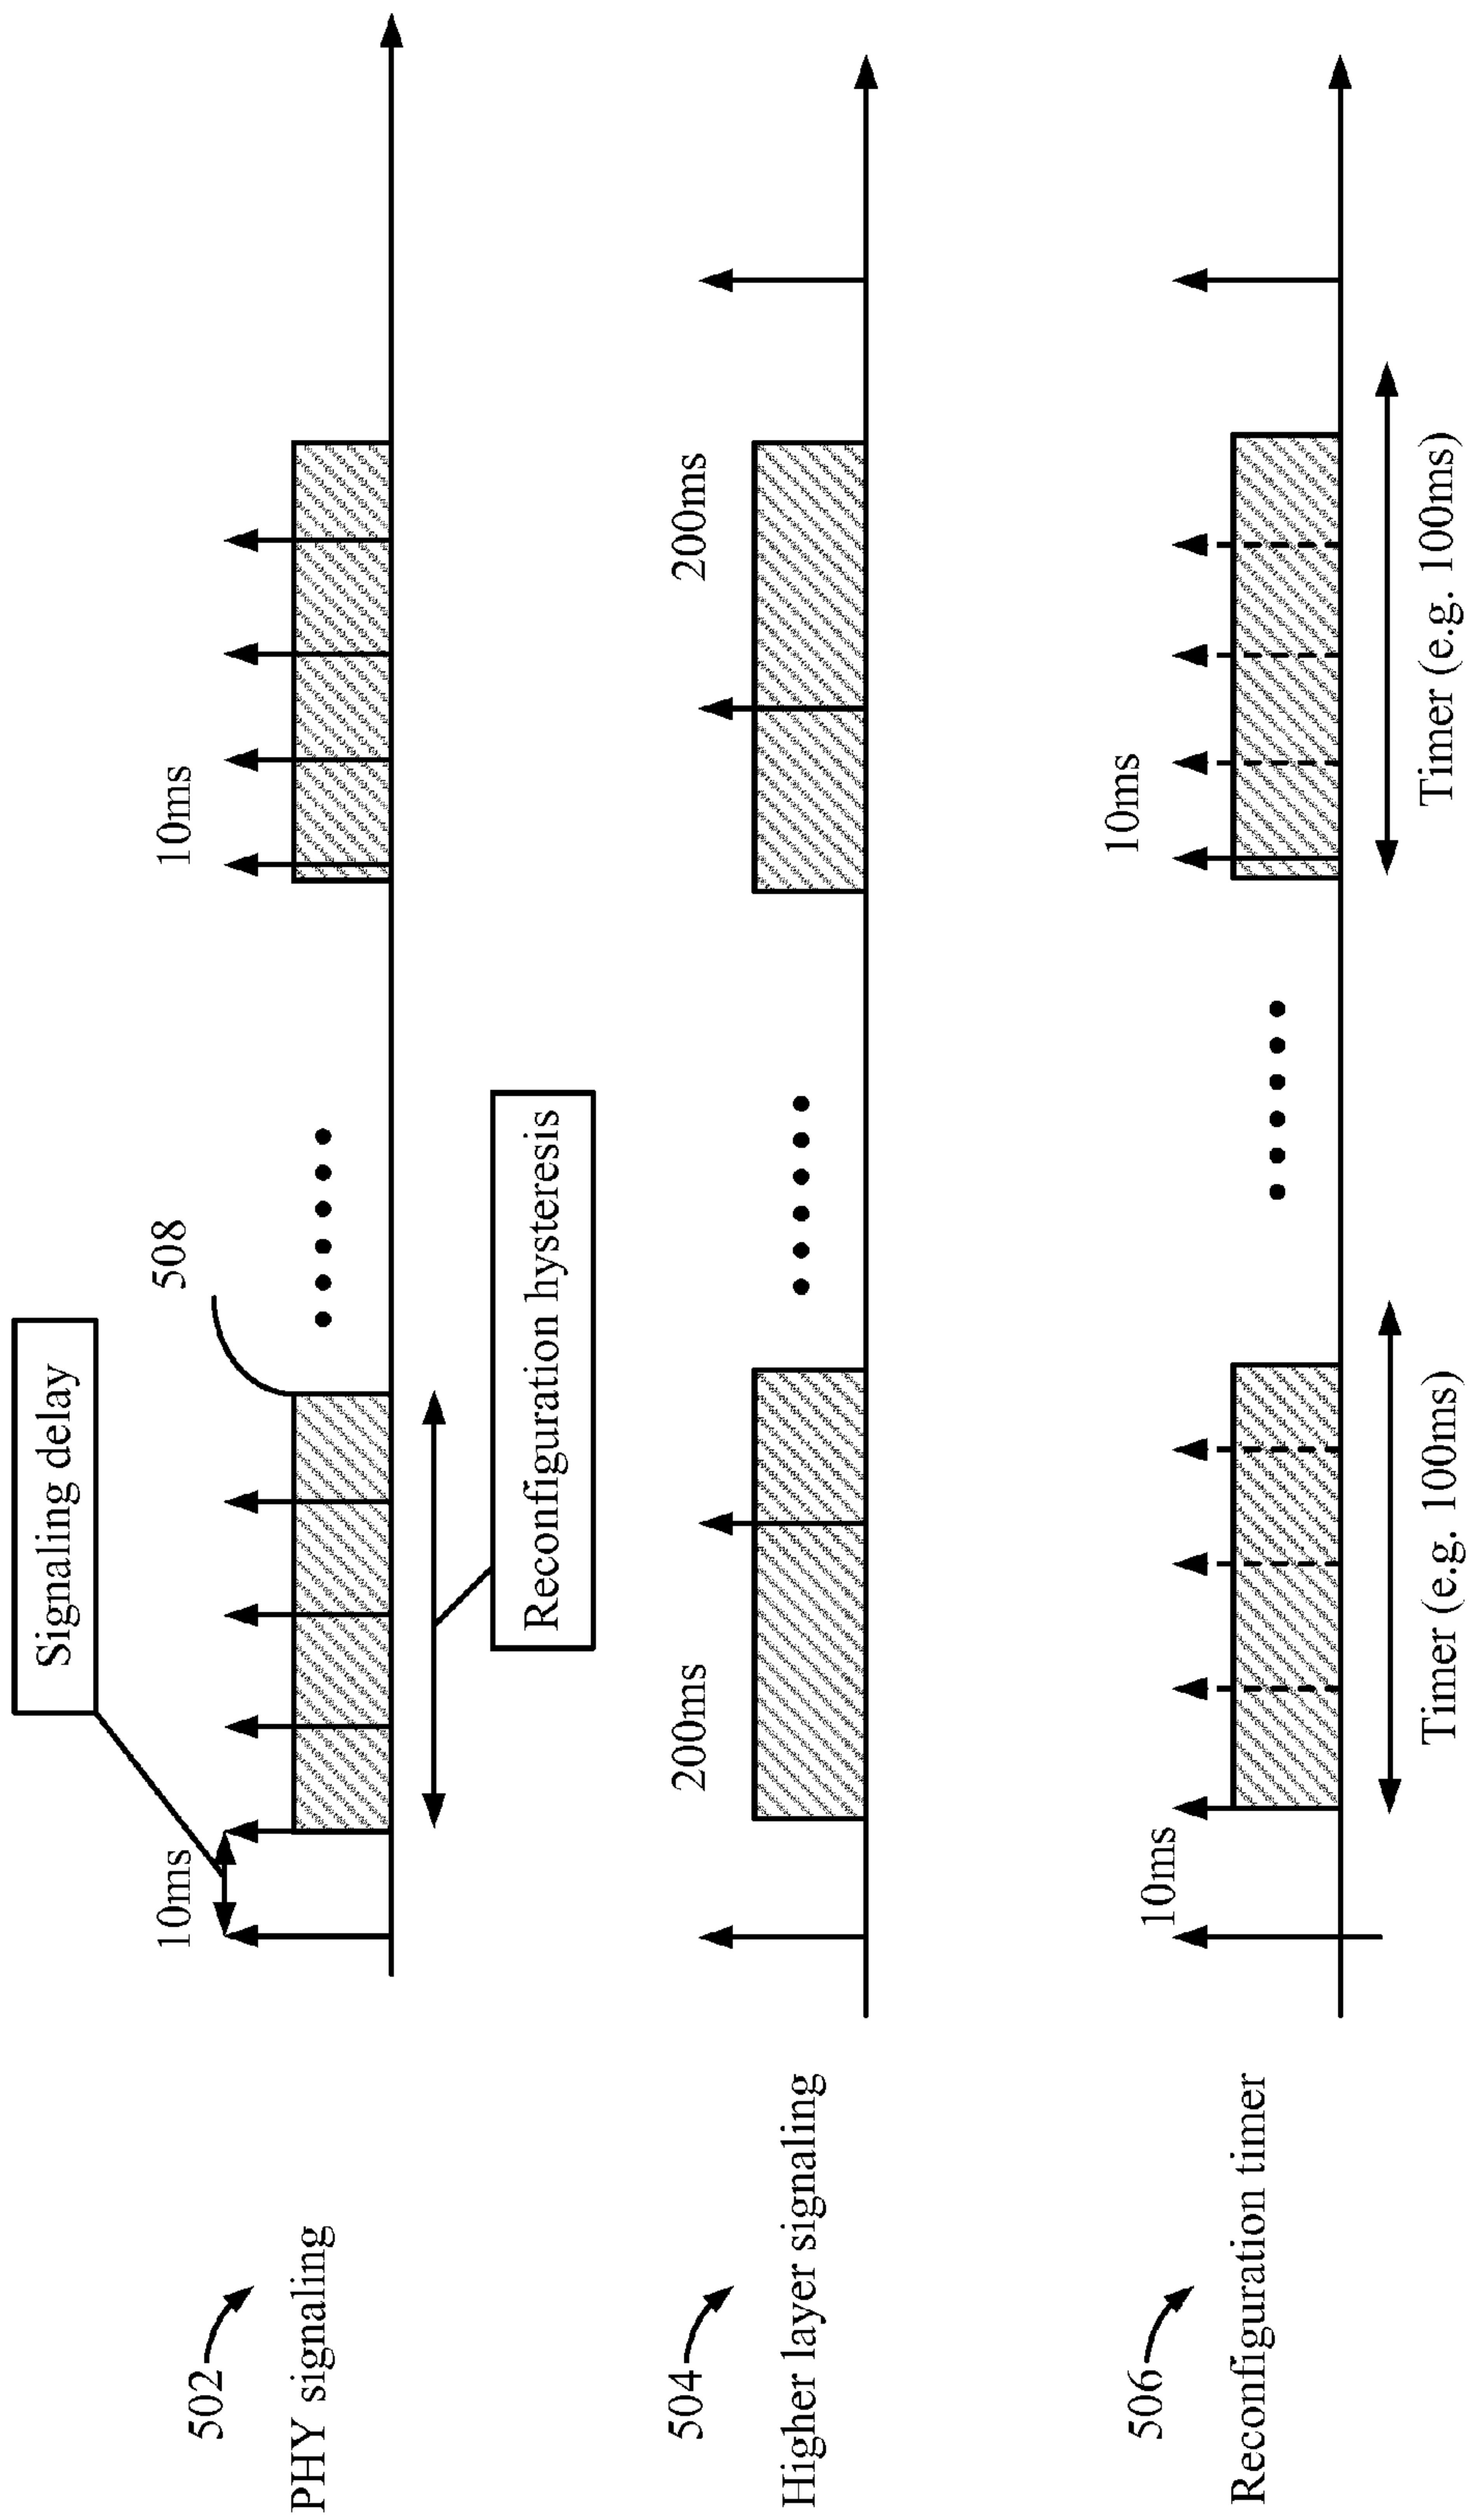 Signaling delay
10ms
508
10ms
502
PHY signaling
Reconfiguration hysteresis
200ms
200ms
504
Higher layer signaling
10ms
10ms
506
Reconfiguration timer
Timer (e.g. 100ms)
Timer (e.g. 100ms)